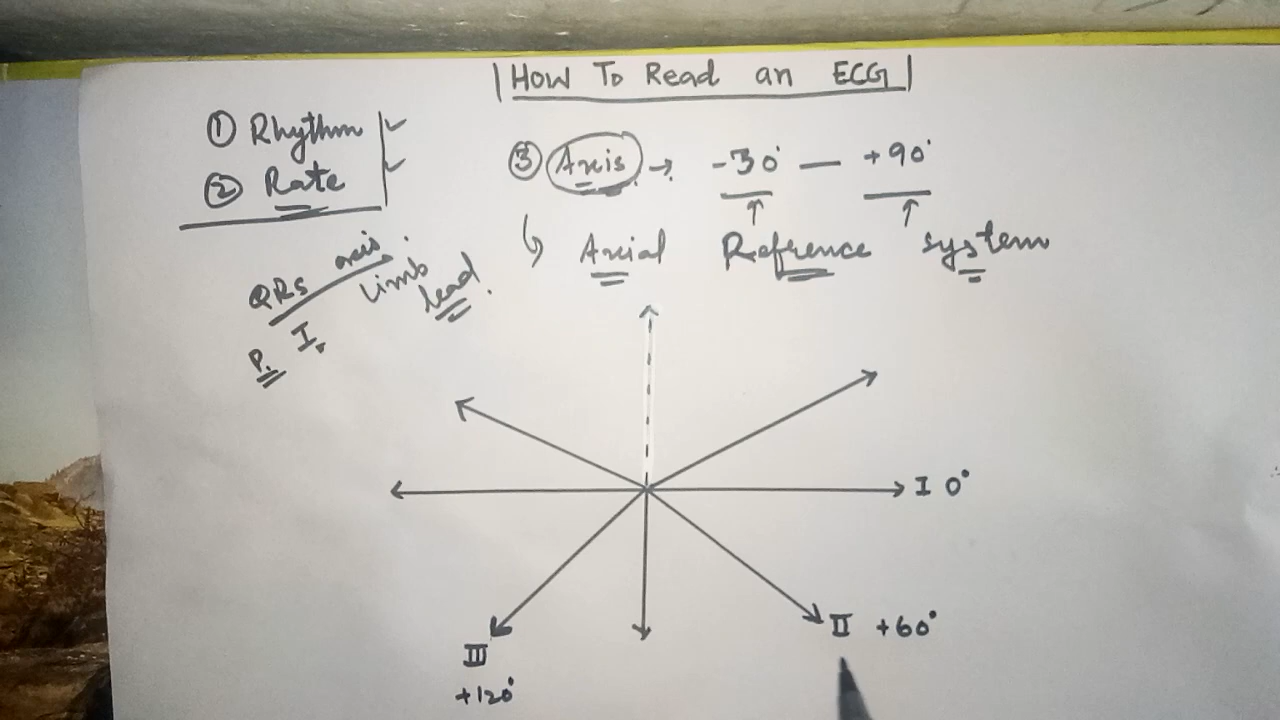 How To Read an ECG
① Rhythm
② Rate
③ Axis → -30° — +90°
Axial Refrence system
QRS axis
limb
lead.
P. I
I 0°
II +60°
III
+120°